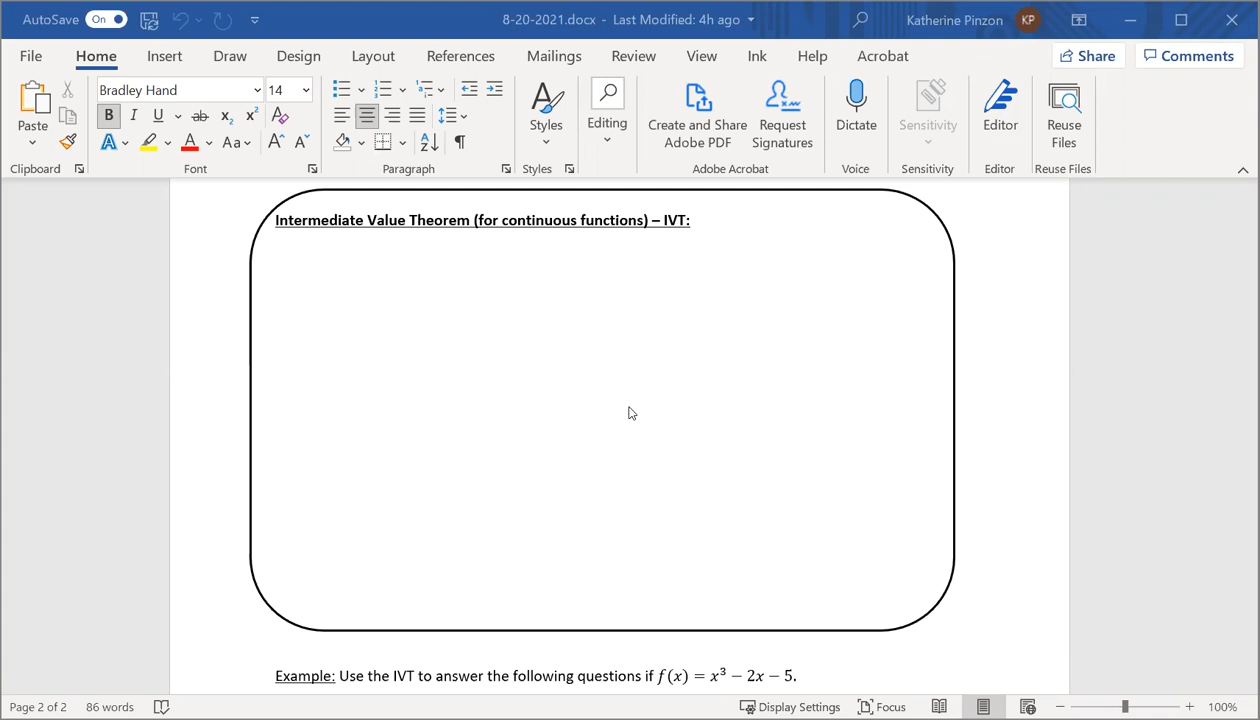 AutoSave On 8-20-2021.docx - Last Modified: 4h ago Katherine Pinzon KP
File Home Insert Draw Design Layout References Mailings Review View Ink Help Acrobat Share Comments
Bradley Hand 14
B I U ab x₂ x² A
A A Aa A A A Z ¶
Paste Styles Editing Create and Share Adobe PDF Request Signatures Dictate Sensitivity Editor Reuse Files
Clipboard Font Paragraph Styles Adobe Acrobat Voice Sensitivity Editor Reuse Files
Intermediate Value Theorem (for continuous functions) – IVT:
Example: Use the IVT to answer the following questions if f(x) = x³ − 2x − 5.
Page 2 of 2 86 words Display Settings Focus 100%